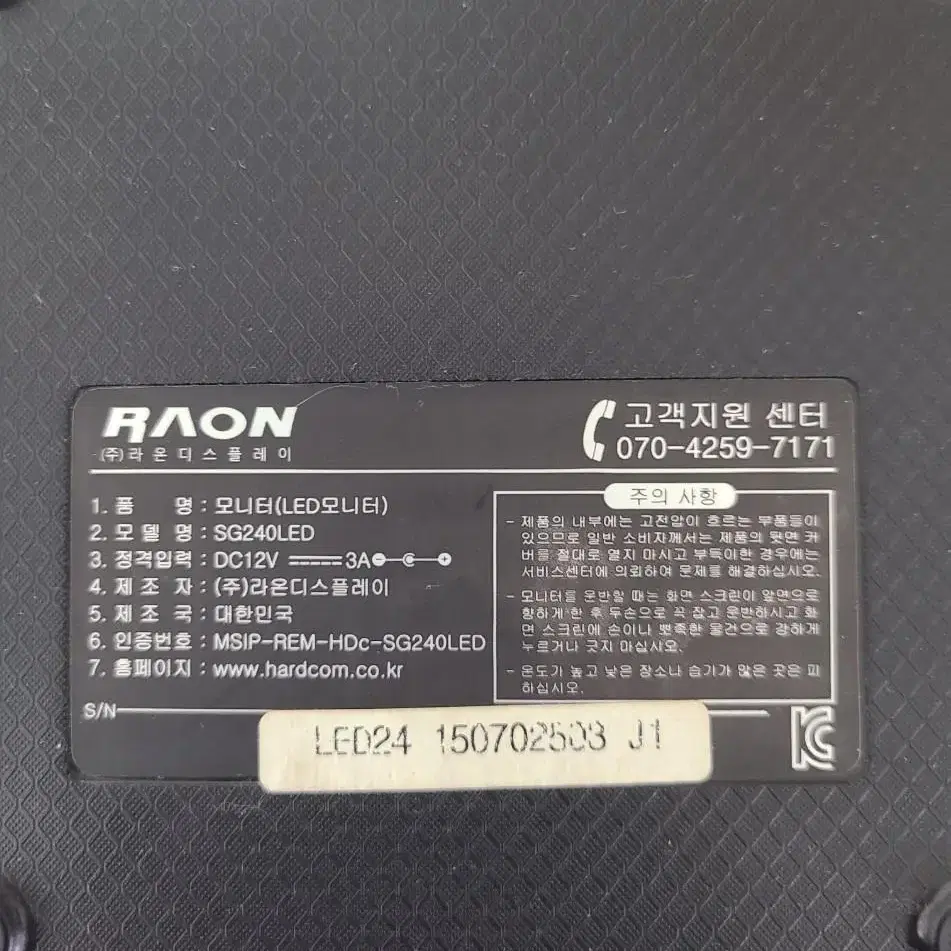 RAON
(주)라온디스플레이
고객지원 센터
070-4259-7171
1. 품 명 : 모니터(LED모니터)
2. 모 델 명 : SG240LED
3. 정격입력 : DC12V 3A
4. 제 조 자 : (주)라온디스플레이
5. 제 조 국 : 대한민국
6. 인증번호 : MSIP-REM-HDc-SG240LED
7. 홈페이지 : www.hardcom.co.kr
주의 사항
- 제품의 내부에는 고전압이 흐르는 부품들이
있으므로 일반 소비자께서는 제품의 뒷면 커
버를 절대로 열지 마시고 부득이한 경우에는
서비스센터에 의뢰하여 문제를 해결하십시오.
- 모니터를 운반할 때는 화면 스크린이 앞면으로
향하게 한 후 두손으로 꼭 잡고 운반하시고 화
면 스크린에 손이나 뾰족한 물건으로 강하게
누르거나 긋지 마십시오.
- 온도가 높고 낮은 장소나 습기가 많은 곳은 피
하십시오.
S/N
LED24 150702503 J1